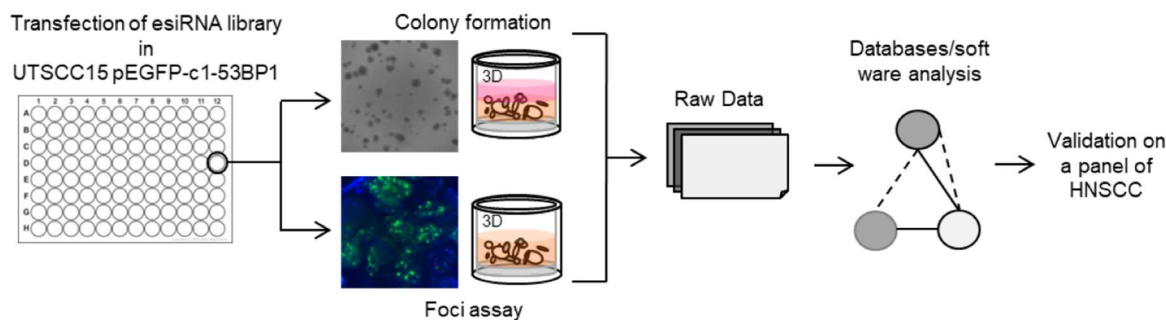 Transfection of esiRNA library
in
UTSCC15 pEGFP-c1-53BP1
1 2 3 4 5 6 7 8 9 10 11 12
A
B
C
D
E
F
G
H
Colony formation
3D
3D
Foci assay
Raw Data
Databases/soft
ware analysis
Validation on
a panel of
HNSCC